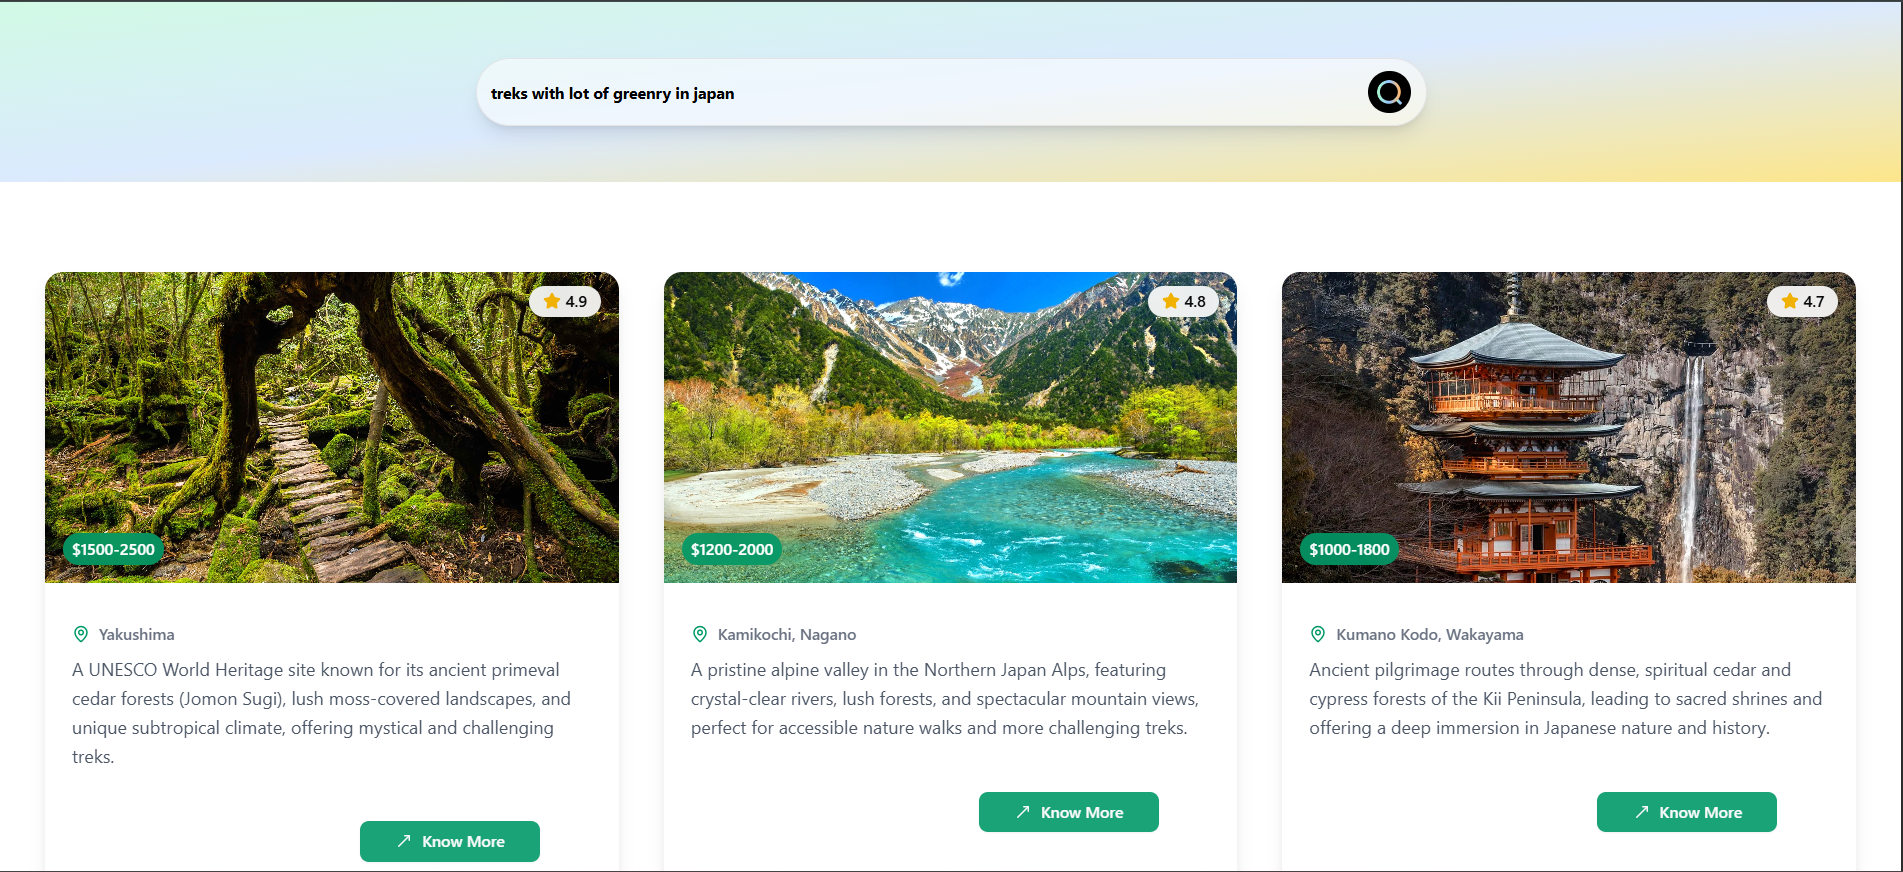 treks with lot of greenry in japan
4.9
$1500-2500
Yakushima
A UNESCO World Heritage site known for its ancient primeval
cedar forests (Jomon Sugi), lush moss-covered landscapes, and
unique subtropical climate, offering mystical and challenging
treks.
Know More
4.8
$1200-2000
Kamikochi, Nagano
A pristine alpine valley in the Northern Japan Alps, featuring
crystal-clear rivers, lush forests, and spectacular mountain views,
perfect for accessible nature walks and more challenging treks.
Know More
4.7
$1000-1800
Kumano Kodo, Wakayama
Ancient pilgrimage routes through dense, spiritual cedar and
cypress forests of the Kii Peninsula, leading to sacred shrines and
offering a deep immersion in Japanese nature and history.
Know More